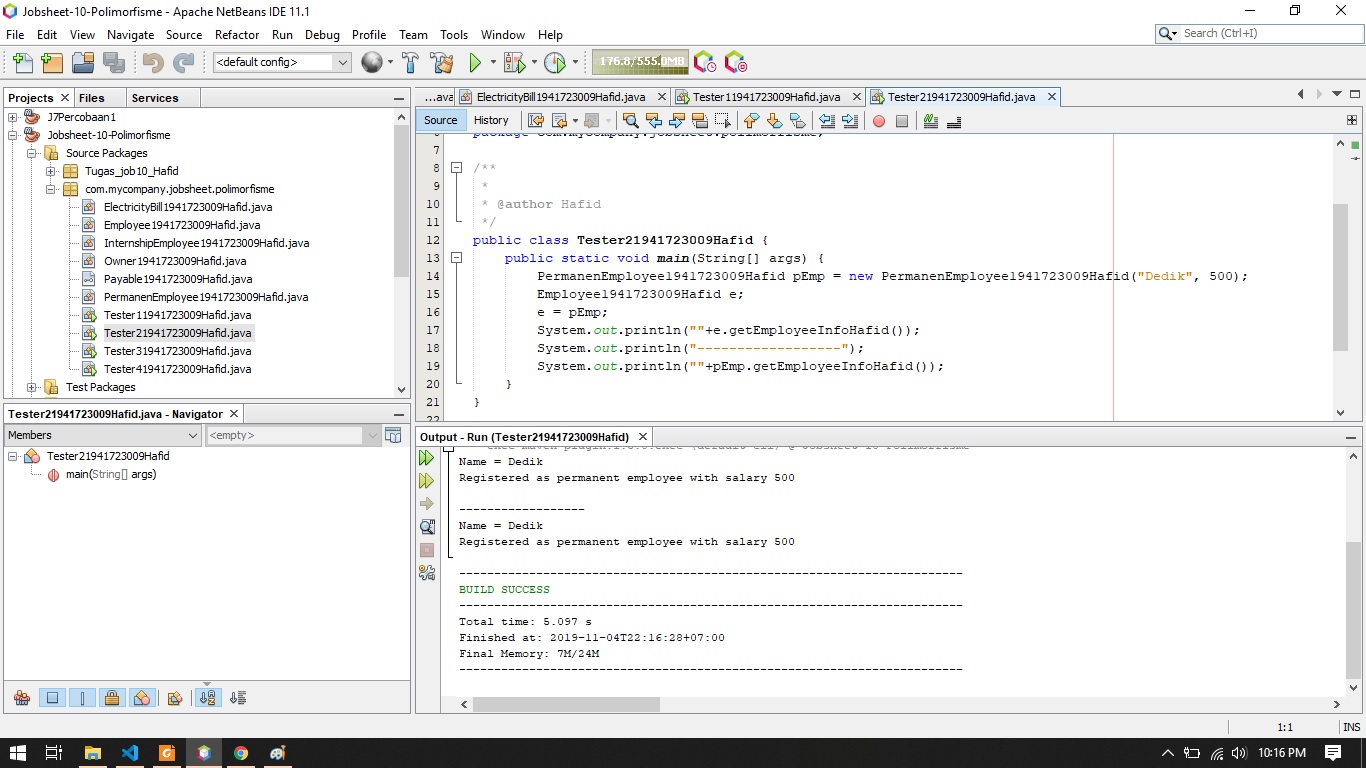 Jobsheet-10-Polimorfisme - Apache NetBeans IDE 11.1
File Edit View Navigate Source Refactor Run Debug Profile Team Tools Window Help
Search (Ctrl+I)
<default config>
176.8/555.0MB
Projects Files Services
J7Percobaan1
Jobsheet-10-Polimorfisme
Source Packages
Tugas_job10_Hafid
com.mycompany.jobsheet.polimorfisme
ElectricityBill1941723009Hafid.java
Employee1941723009Hafid.java
InternshipEmployee1941723009Hafid.java
Owner1941723009Hafid.java
Payable1941723009Hafid.java
PermanenEmployee1941723009Hafid.java
Tester11941723009Hafid.java
Tester21941723009Hafid.java
Tester31941723009Hafid.java
Tester41941723009Hafid.java
Test Packages
Tester21941723009Hafid.java - Navigator
Members <empty>
Tester21941723009Hafid
main(String[] args)
...ava ElectricityBill1941723009Hafid.java Tester11941723009Hafid.java Tester21941723009Hafid.java
Source History
6 package com.mycompany.jobsheet.polimorfisme;
7
8 /**
9 *
10 * @author Hafid
11 */
12 public class Tester21941723009Hafid {
13 public static void main(String[] args) {
14 PermanenEmployee1941723009Hafid pEmp = new PermanenEmployee1941723009Hafid("Dedik", 500);
15 Employee1941723009Hafid e;
16 e = pEmp;
17 System.out.println(""+e.getEmployeeInfoHafid());
18 System.out.println("------------------");
19 System.out.println(""+pEmp.getEmployeeInfoHafid());
20 }
21 }
22
Output - Run (Tester21941723009Hafid)
Name = Dedik
Registered as permanent employee with salary 500
------------------
Name = Dedik
Registered as permanent employee with salary 500
------------------------------------------------------------------------
BUILD SUCCESS
------------------------------------------------------------------------
Total time: 5.097 s
Finished at: 2019-11-04T22:16:28+07:00
Final Memory: 7M/24M
------------------------------------------------------------------------
1:1 INS
10:16 PM